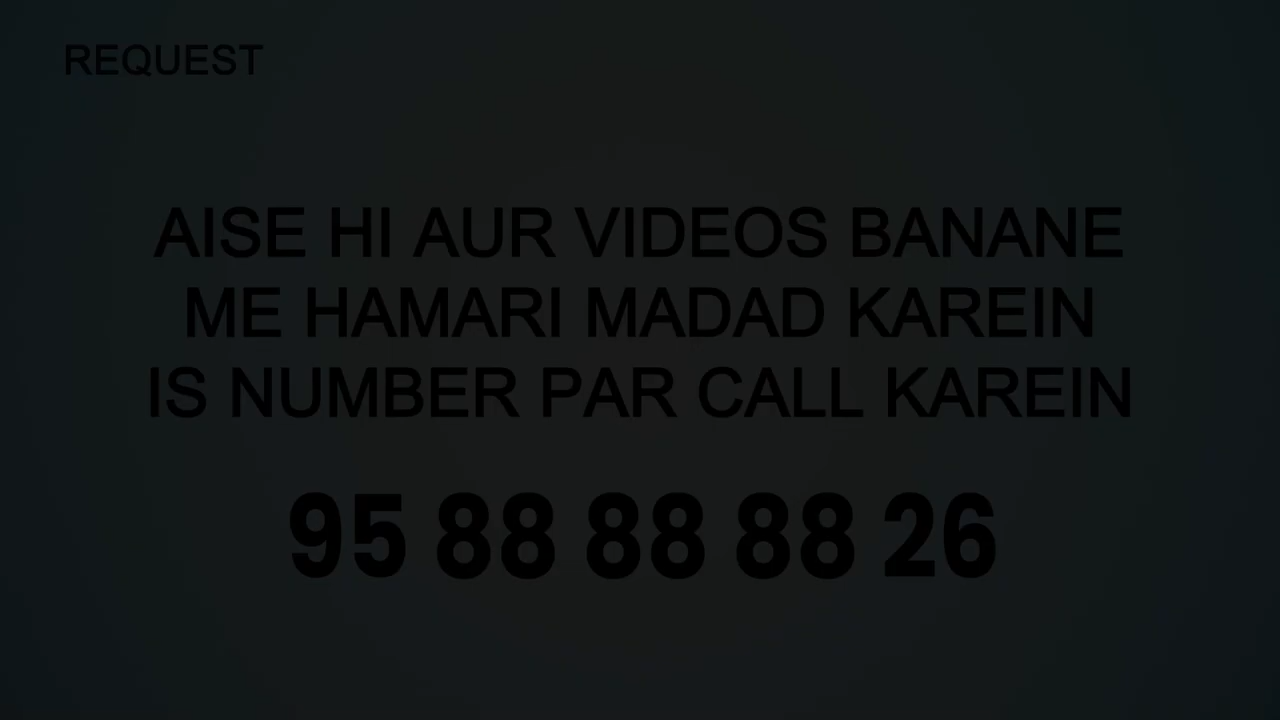 REQUEST
AISE HI AUR VIDEOS BANANE
ME HAMARI MADAD KAREIN
IS NUMBER PAR CALL KAREIN
95 88 88 88 26